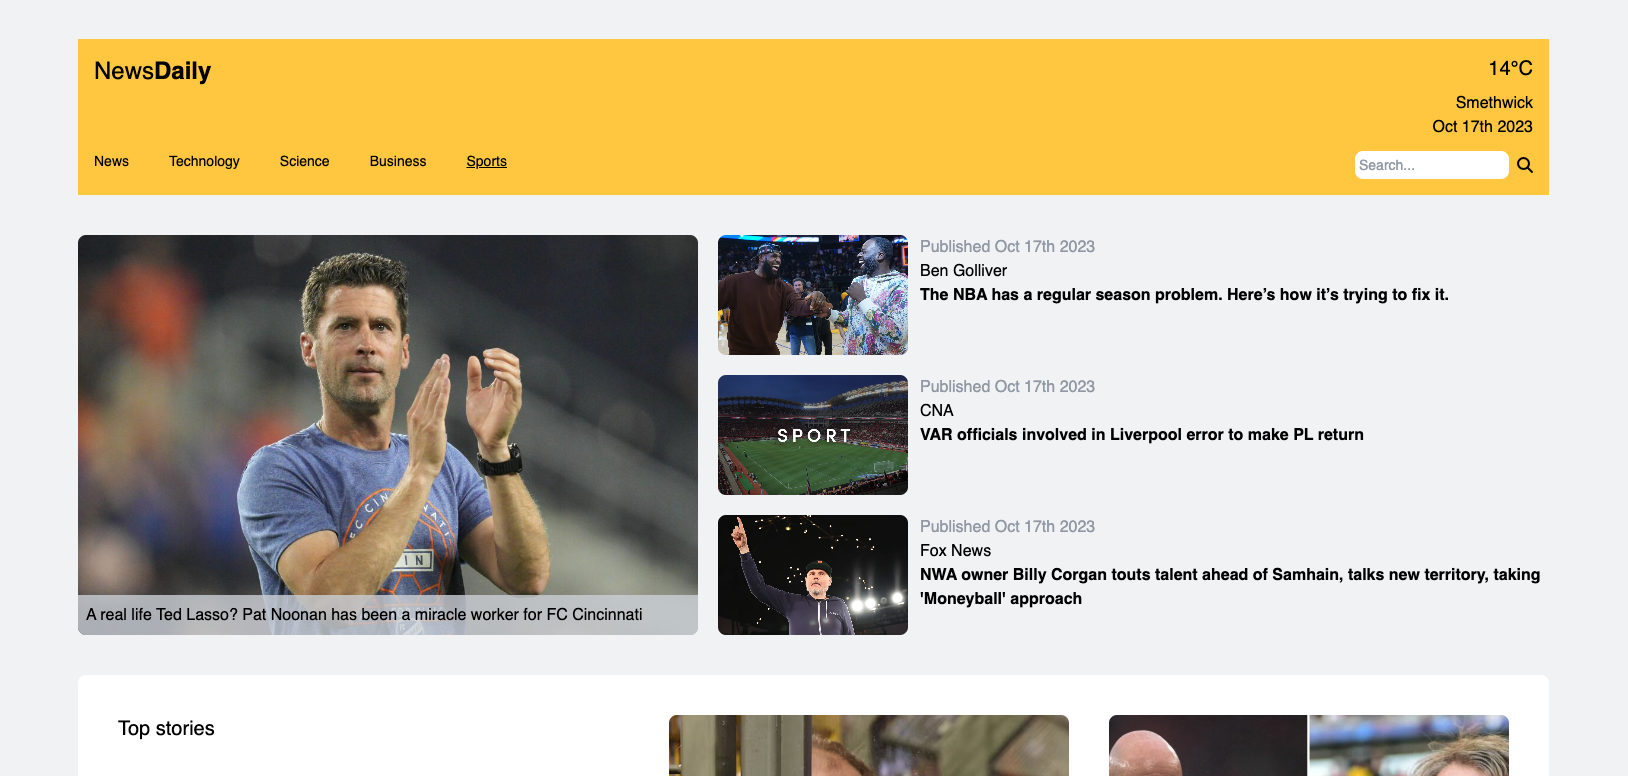 NewsDaily
14°C
Smethwick
Oct 17th 2023
News
Technology
Science
Business
Sports
Search...
FC CINCINNATI
A real life Ted Lasso? Pat Noonan has been a miracle worker for FC Cincinnati
Published Oct 17th 2023
Ben Golliver
The NBA has a regular season problem. Here’s how it’s trying to fix it.
SPORT
Published Oct 17th 2023
CNA
VAR officials involved in Liverpool error to make PL return
Published Oct 17th 2023
Fox News
NWA owner Billy Corgan touts talent ahead of Samhain, talks new territory, taking
'Moneyball' approach
Top stories